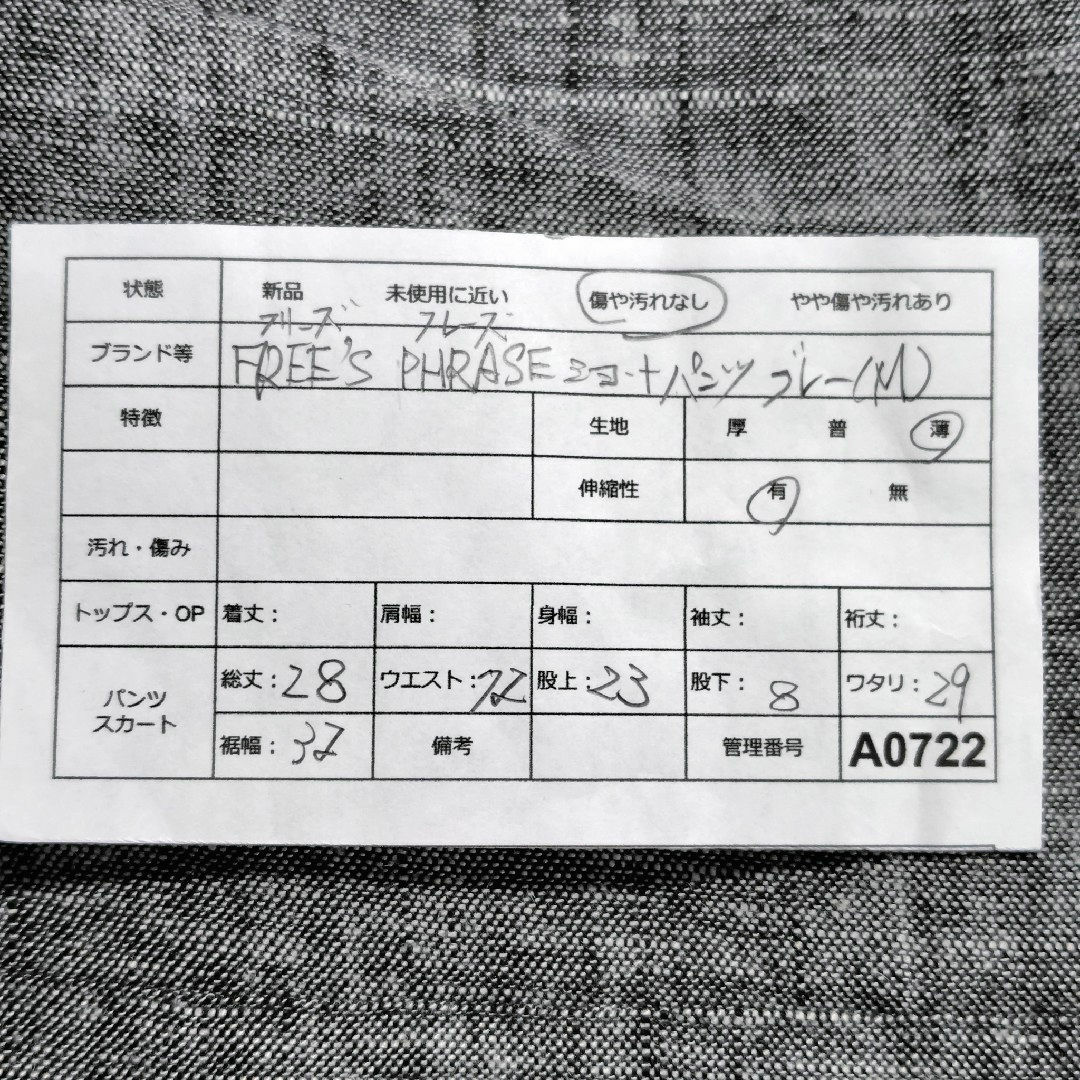 状態 新品 未使用に近い 傷や汚れなし やや傷や汚れあり
フリーズ フレーズ
ブランド等 FREE'S PHRASE ショートパンツ グレー(M)
特徴 生地 厚 普 薄
伸縮性 有 無
汚れ・傷み
トップス・OP 着丈: 肩幅: 身幅: 袖丈: 裄丈:
パンツ スカート 総丈:28 ウエスト:72 股上:23 股下:8 ワタリ:29
裾幅:32 備考 管理番号 A0722